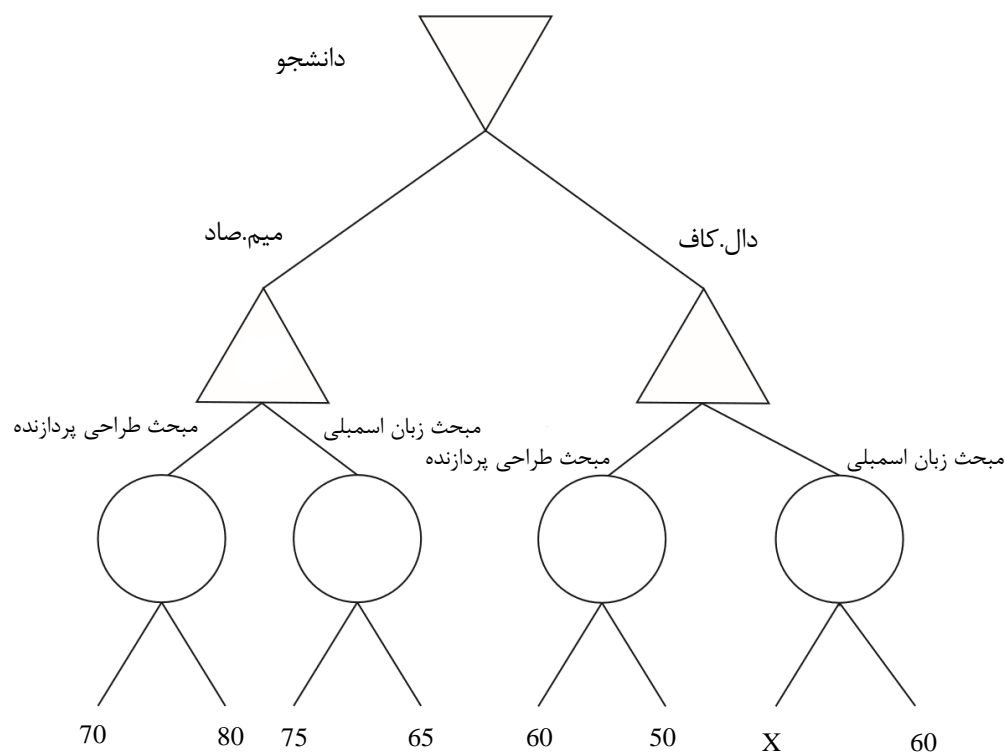 دانشجو
میم.صاد
دال.کاف
مبحث طراحی پردازنده
مبحث زبان اسمبلی
مبحث طراحی پردازنده
مبحث زبان اسمبلی
70
80
75
65
60
50
X
60